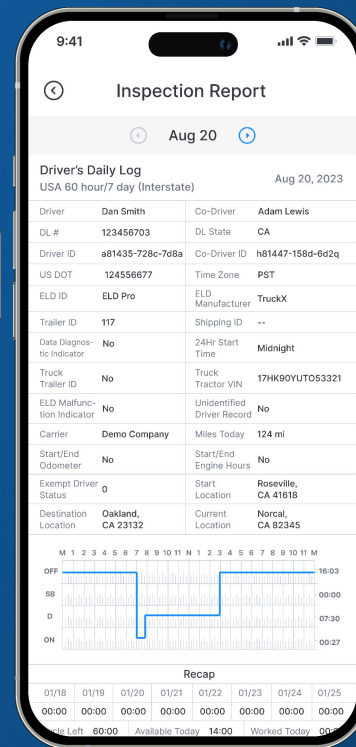 9:41
Inspection Report
Aug 20
Driver's Daily Log
USA 60 hour/7 day (Interstate)
Aug 20, 2023
Driver Dan Smith Co-Driver Adam Lewis
DL # 123456703 DL State CA
Driver ID a81435-728c-7d8a Co-Driver ID h81447-158d-6d2q
US DOT 124556677 Time Zone PST
ELD ID ELD Pro ELD Manufacturer TruckX
Trailer ID 117 Shipping ID --
Data Diagnos-
tic Indicator
No
24Hr Start
Time
Midnight
Truck
Trailer ID
No
Truck
Tractor VIN
17HK90YUTO53321
ELD Malfunc-
tion Indicator
No
Unidentified
Driver Record
No
Carrier Demo Company Miles Today 124 mi
Start/End
Odometer
No
Start/End
Engine Hours
No
Exempt Driver
Status
0
Start
Location
Roseville,
CA 41618
Destination
Location
Oakland,
CA 23132
Current
Location
Norcal,
CA 82345
M 1 2 3 4 5 6 7 8 9 10 11 N 1 2 3 4 5 6 7 8 9 10 11 M
OFF 16:03
SB 00:00
D 07:30
ON 00:27
Recap
01/18 01/19 01/20 01/21 01/22 01/23 01/24 01/25
00:00 00:00 00:00 00:00 00:00 00:00 00:00 00:00
Left 60:00 Available Today 14:00 Worked Today